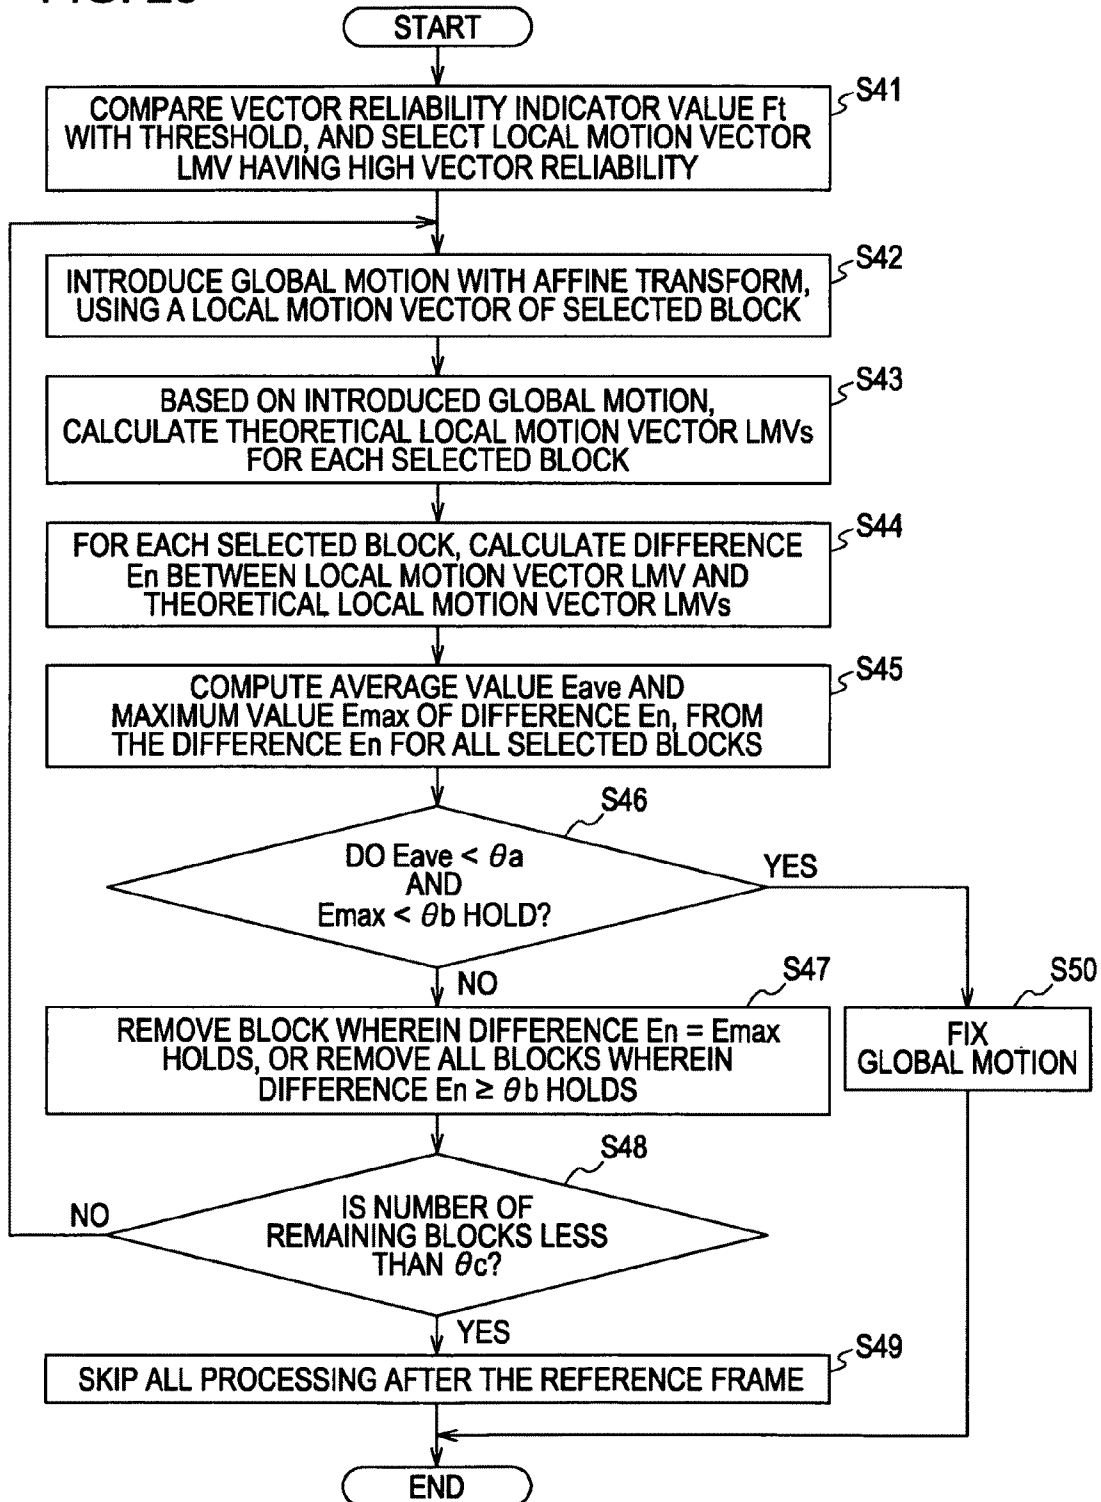 START
S41
COMPARE VECTOR RELIABILITY INDICATOR VALUE Ft
WITH THRESHOLD, AND SELECT LOCAL MOTION VECTOR
LMV HAVING HIGH VECTOR RELIABILITY
S42
INTRODUCE GLOBAL MOTION WITH AFFINE TRANSFORM,
USING A LOCAL MOTION VECTOR OF SELECTED BLOCK
S43
BASED ON INTRODUCED GLOBAL MOTION,
CALCULATE THEORETICAL LOCAL MOTION VECTOR LMVs
FOR EACH SELECTED BLOCK
S44
FOR EACH SELECTED BLOCK, CALCULATE DIFFERENCE
En BETWEEN LOCAL MOTION VECTOR LMV AND
THEORETICAL LOCAL MOTION VECTOR LMVs
S45
COMPUTE AVERAGE VALUE Eave AND
MAXIMUM VALUE Emax OF DIFFERENCE En, FROM
THE DIFFERENCE En FOR ALL SELECTED BLOCKS
S46
DO Eave < θa
AND
Emax < θb HOLD?
YES
NO
S47
REMOVE BLOCK WHEREIN DIFFERENCE En = Emax
HOLDS, OR REMOVE ALL BLOCKS WHEREIN
DIFFERENCE En ≥ θb HOLDS
S50
FIX
GLOBAL MOTION
S48
IS NUMBER OF
REMAINING BLOCKS LESS
THAN θc?
NO
YES
S49
SKIP ALL PROCESSING AFTER THE REFERENCE FRAME
END